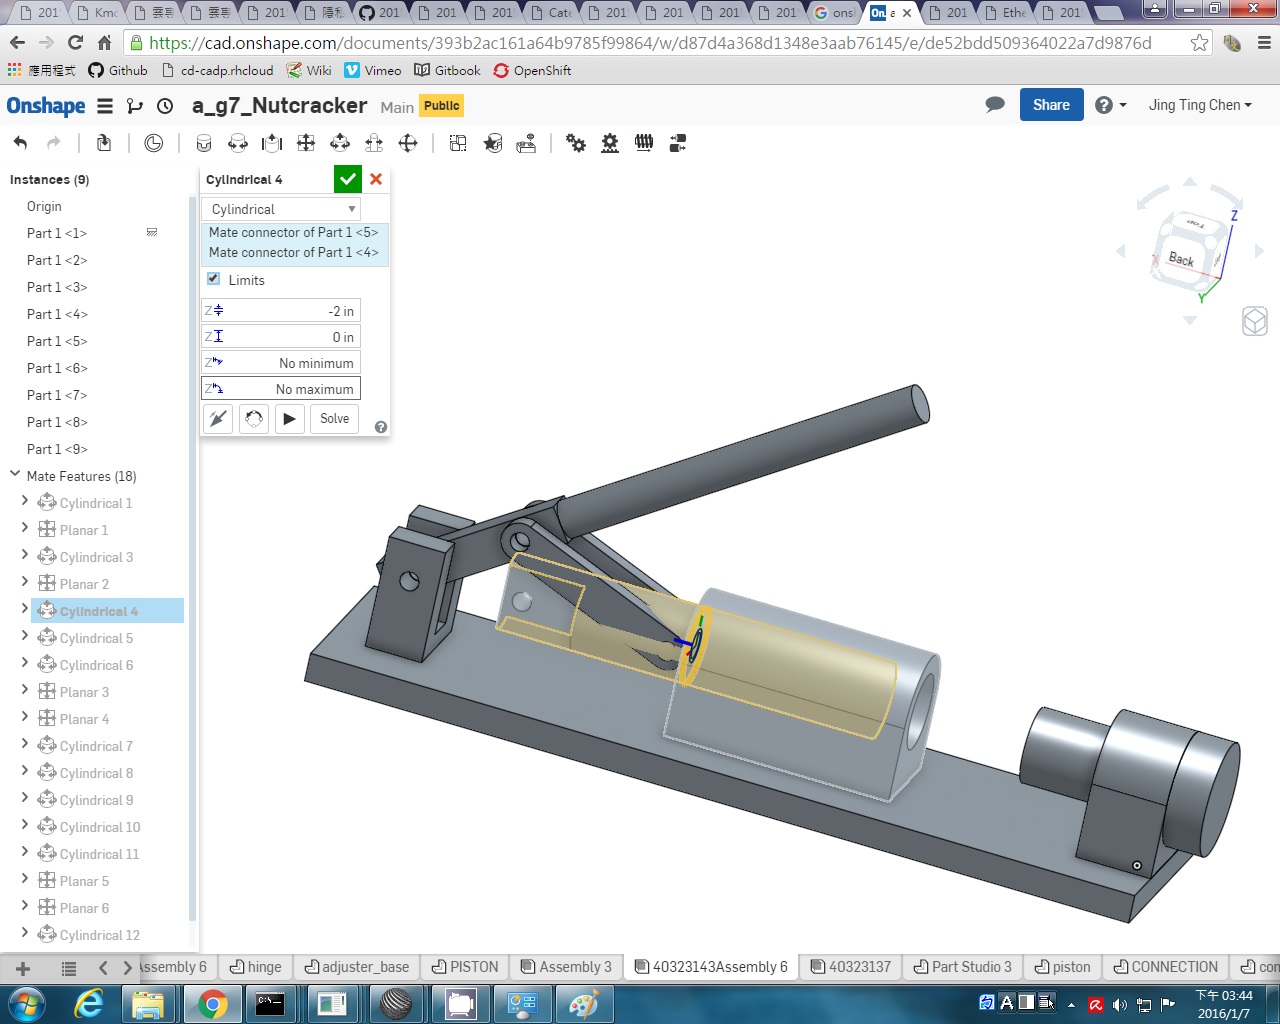 201
Kmc
雲專
雲專
隱私
201
201
201
Cate
201
201
201
201
ons
On.
a
201
Ethe
201
https://cad.onshape.com/documents/393b2ac161a64b9785f99864/w/d87d4a368d1348e3aab76145/e/de52bdd509364022a7d9876d
應用程式
Github
cd-cadp.rhcloud
Wiki
Vimeo
Gitbook
OpenShift
Onshape
a_g7_Nutcracker Main Public
Share
?
Jing Ting Chen
Instances (9)
Origin
Part 1 <1>
Part 1 <2>
Part 1 <3>
Part 1 <4>
Part 1 <5>
Part 1 <6>
Part 1 <7>
Part 1 <8>
Part 1 <9>
Mate Features (18)
Cylindrical 1
Planar 1
Cylindrical 3
Planar 2
Cylindrical 4
Cylindrical 5
Cylindrical 6
Planar 3
Planar 4
Cylindrical 7
Cylindrical 8
Cylindrical 9
Cylindrical 10
Cylindrical 11
Planar 5
Planar 6
Cylindrical 12
Cylindrical 4
Cylindrical
Mate connector of Part 1 <5>
Mate connector of Part 1 <4>
Limits
Z -2 in
Z 0 in
Z No minimum
Z No maximum
Solve
?
Top
Back
Z
X
Y
Assembly 6
hinge
adjuster_base
PISTON
Assembly 3
40323143Assembly 6
40323137
Part Studio 3
piston
CONNECTION
con
下午 03:44
2016/1/7